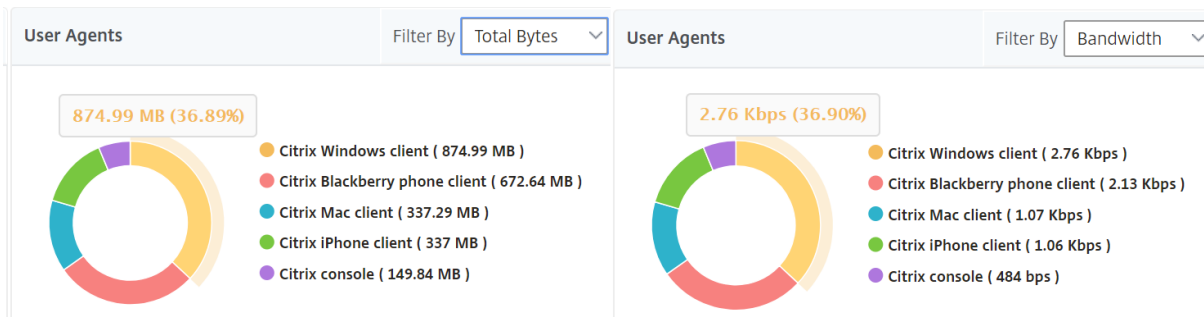 User Agents
Filter By Total Bytes
874.99 MB (36.89%)
Citrix Windows client ( 874.99 MB )
Citrix Blackberry phone client ( 672.64 MB )
Citrix Mac client ( 337.29 MB )
Citrix iPhone client ( 337 MB )
Citrix console ( 149.84 MB )
User Agents
Filter By Bandwidth
2.76 Kbps (36.90%)
Citrix Windows client ( 2.76 Kbps )
Citrix Blackberry phone client ( 2.13 Kbps )
Citrix Mac client ( 1.07 Kbps )
Citrix iPhone client ( 1.06 Kbps )
Citrix console ( 484 bps )